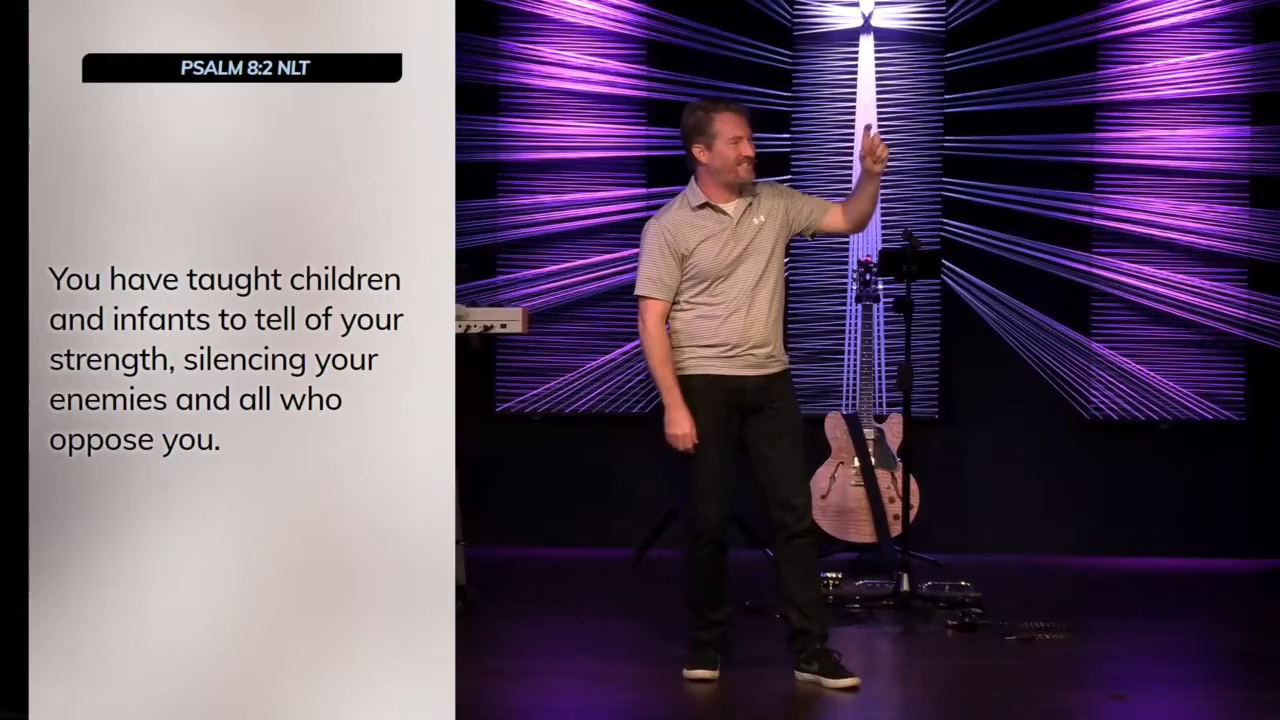 PSALM 8:2 NLT
You have taught children
and infants to tell of your
strength, silencing your
enemies and all who
oppose you.